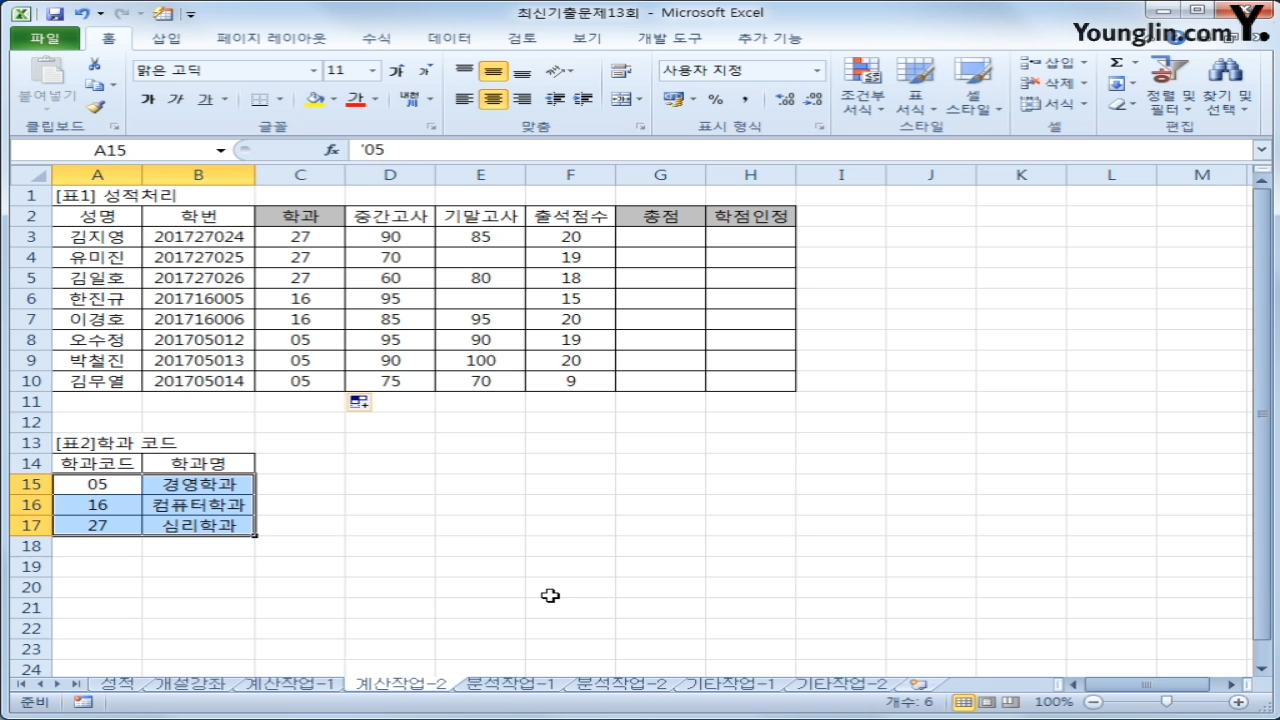 최신기출문제13회 - Microsoft Excel
Younglin.com Y.
파일 홈 삽입 페이지 레이아웃 수식 데이터 검토 보기 개발 도구 추가 기능
붙여넣기 맑은 고딕 11 가 가 사용자 지정 조건부 서식 표 서식 셀 스타일 삽입 삭제 서식 Σ 정렬 및 필터 찾기 및 선택
가 가 가 가 내천 % ,
클립보드 글꼴 맞춤 표시 형식 스타일 셀 편집
A15 fx '05
A B C D E F G H I J K L M
1 [표1] 성적처리
2 성명 학번 학과 중간고사 기말고사 출석점수 총점 학점인정
3 김지영 201727024 27 90 85 20
4 유미진 201727025 27 70 19
5 김일호 201727026 27 60 80 18
6 한진규 201716005 16 95 15
7 이경호 201716006 16 85 95 20
8 오수정 201705012 05 95 90 19
9 박철진 201705013 05 90 100 20
10 김무열 201705014 05 75 70 9
11
12
13 [표2]학과 코드
14 학과코드 학과명
15 05 경영학과
16 16 컴퓨터학과
17 27 심리학과
18
19
20
21
22
23
24
성적 개설강좌 계산작업-1 계산작업-2 분석작업-1 분석작업-2 기타작업-1 기타작업-2
준비 개수: 6 100%